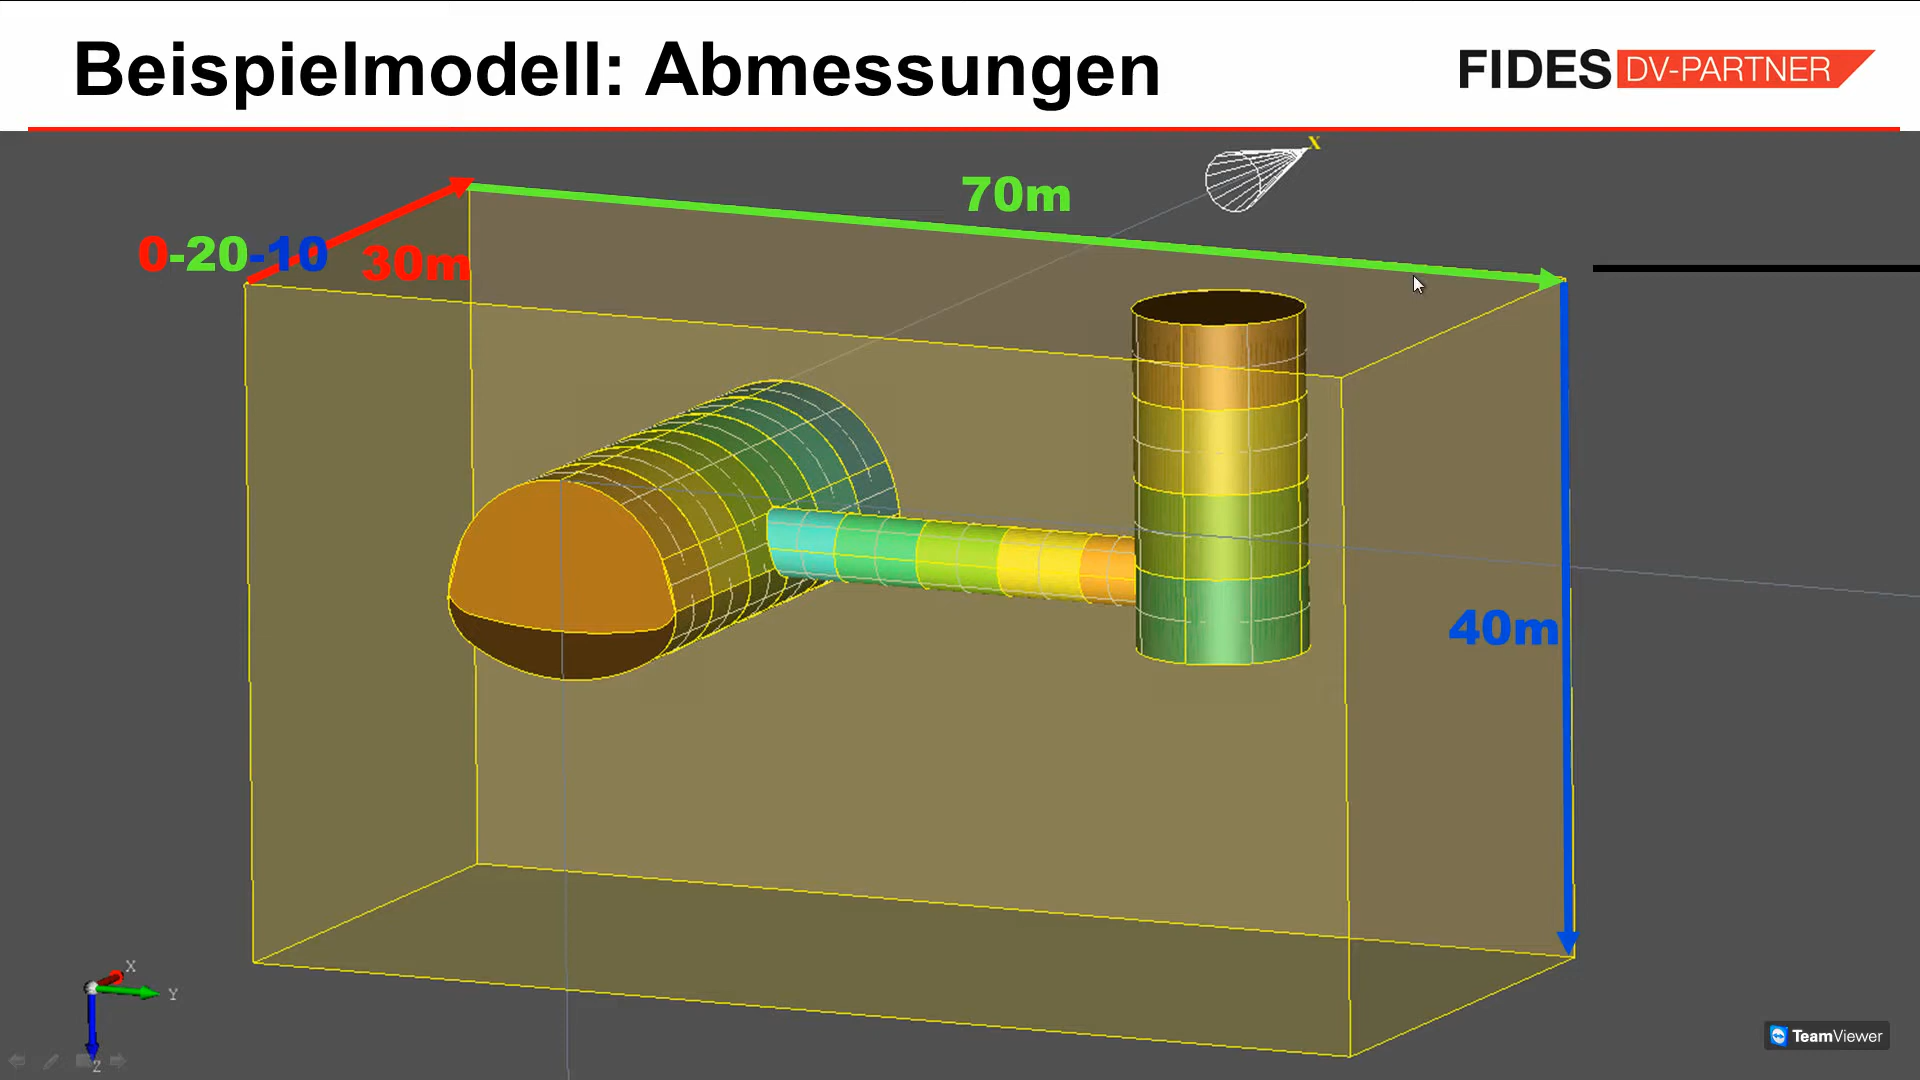 Beispielmodell: Abmessungen
FIDES DV-PARTNER
X
70m
0-20-10
30m
40m
X
Y
Z
TeamViewer